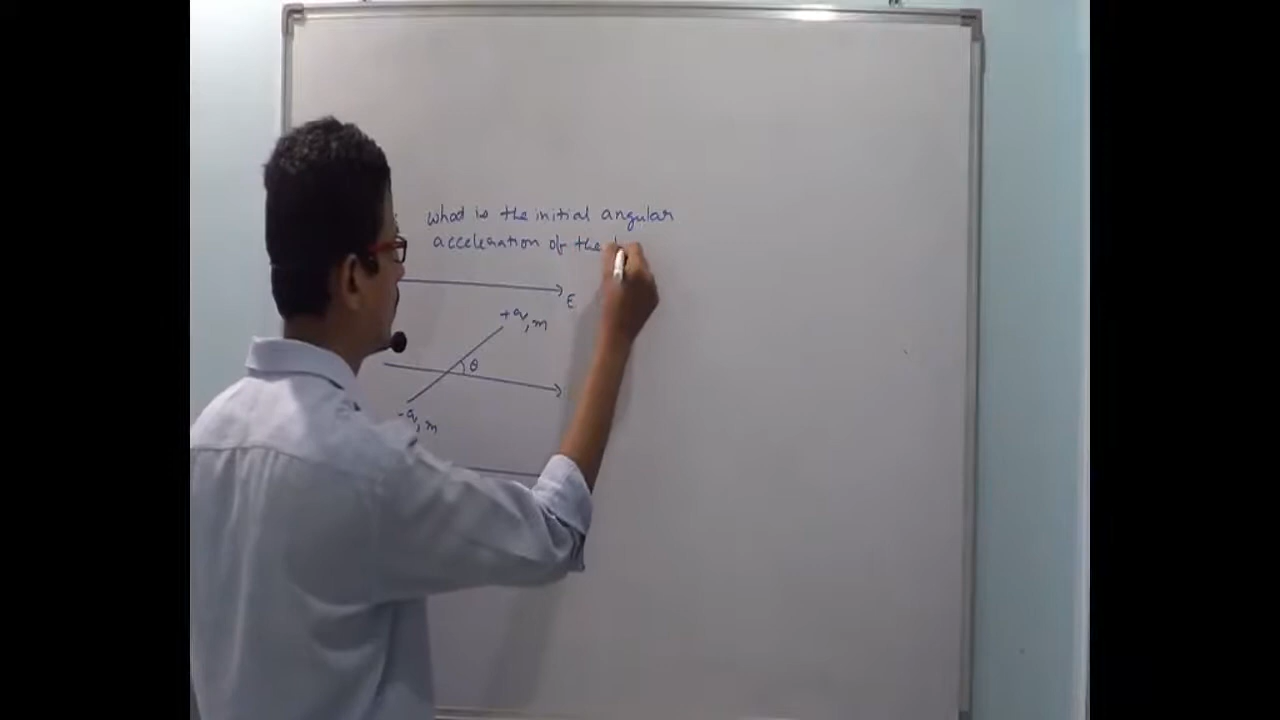 What is the initial angular
acceleration of the
E
+q, m
θ
-q, m